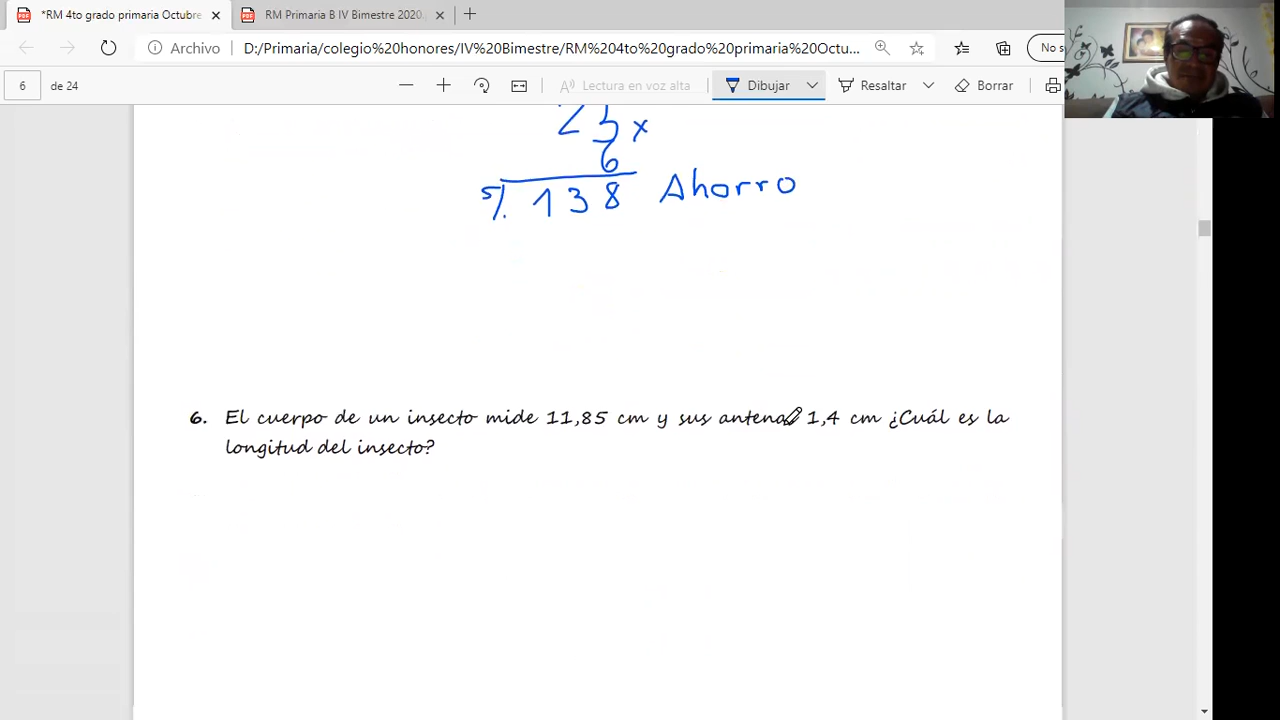 *RM 4to grado primaria Octubre
RM Primaria B IV Bimestre 2020.
Archivo
D:/Primaria/colegio%20honores/IV%20Bimestre/RM%204to%20grado%20primaria%20Octu...
No s
6
de 24
Lectura en voz alta
Dibujar
Resaltar
Borrar
23 x
6
S/. 138 Ahorro
6. El cuerpo de un insecto mide 11,85 cm y sus antenas 1,4 cm ¿Cuál es la
longitud del insecto?